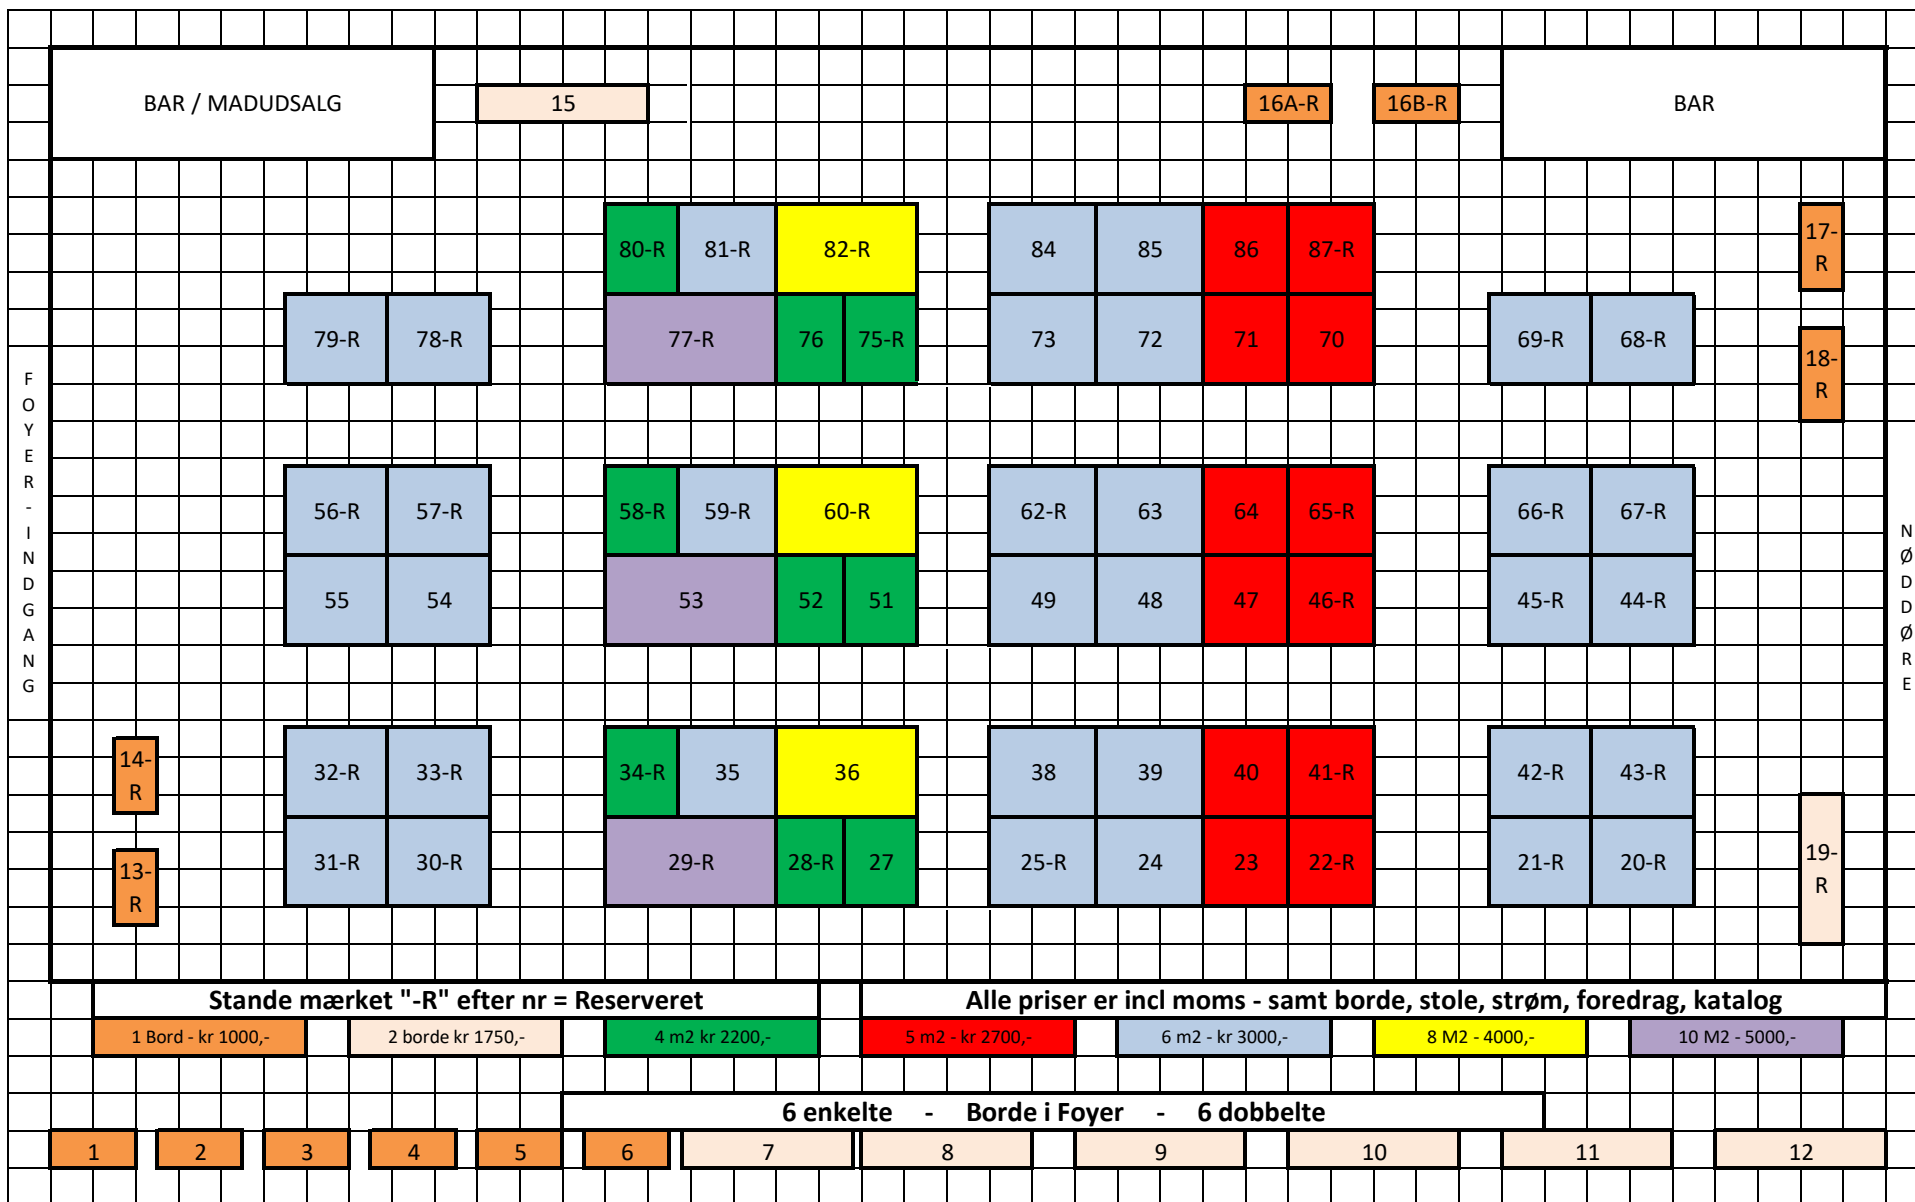 BAR / MADUDSALG
15
16A-R
16B-R
BAR
80-R
81-R
82-R
84
85
86
87-R
17-
R
79-R
78-R
77-R
76
75-R
73
72
71
70
69-R
68-R
18-
R
FOYER-INDGANG
56-R
57-R
58-R
59-R
60-R
62-R
63
64
65-R
66-R
67-R
NØDDØRE
55
54
53
52
51
49
48
47
46-R
45-R
44-R
14-
R
32-R
33-R
34-R
35
36
38
39
40
41-R
42-R
43-R
13-
R
31-R
30-R
29-R
28-R
27
25-R
24
23
22-R
21-R
20-R
19-
R
Stande mærket "-R" efter nr = Reserveret
Alle priser er incl moms - samt borde, stole, strøm, foredrag, katalog
1 Bord - kr 1000,-
2 borde kr 1750,-
4 m2 kr 2200,-
5 m2 - kr 2700,-
6 m2 - kr 3000,-
8 M2 - 4000,-
10 M2 - 5000,-
6 enkelte - Borde i Foyer - 6 dobbelte
1
2
3
4
5
6
7
8
9
10
11
12